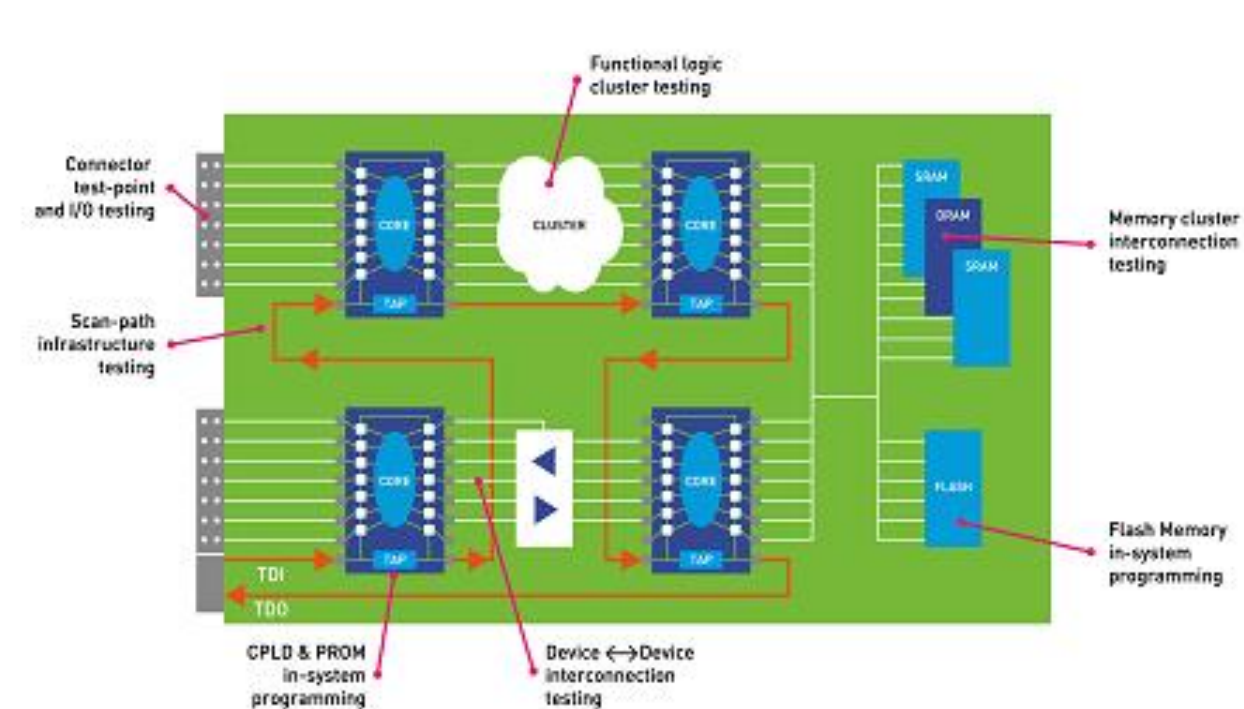 Functional logic
cluster testing
Connector
test-point
and I/O testing
CORE
CLUSTER
CORE
SRAM
DRAM
SRAM
Memory cluster
interconnection
testing
TAP
TAP
Scan-path
infrastructure
testing
CORE
CORE
FLASH
Flash Memory
in-system
programming
TAP
TAP
TDI
TDO
CPLD & PROM
in-system
programming
Device <->Device
interconnection
testing